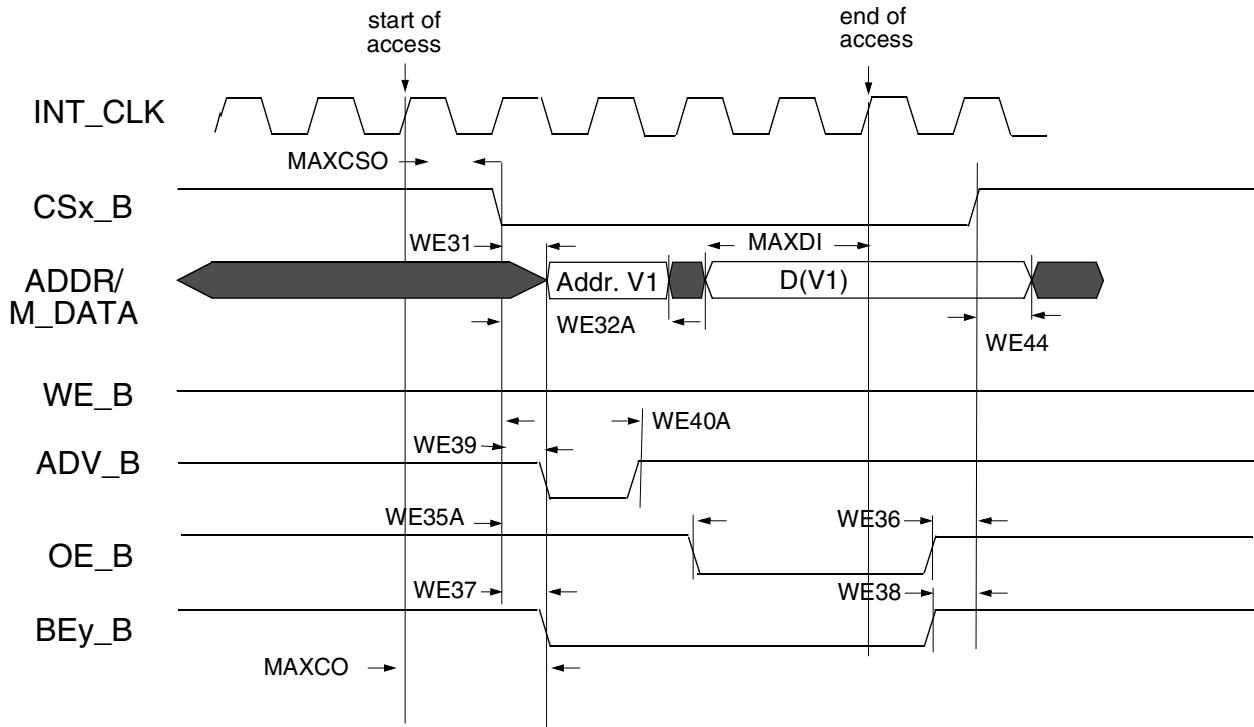 start of
access
end of
access
INT_CLK
MAXCSO
CSx_B
WE31
MAXDI
ADDR/
M_DATA
Addr. V1
D(V1)
WE32A
WE44
WE_B
WE40A
WE39
ADV_B
WE35A
WE36
OE_B
WE37
WE38
BEy_B
MAXCO